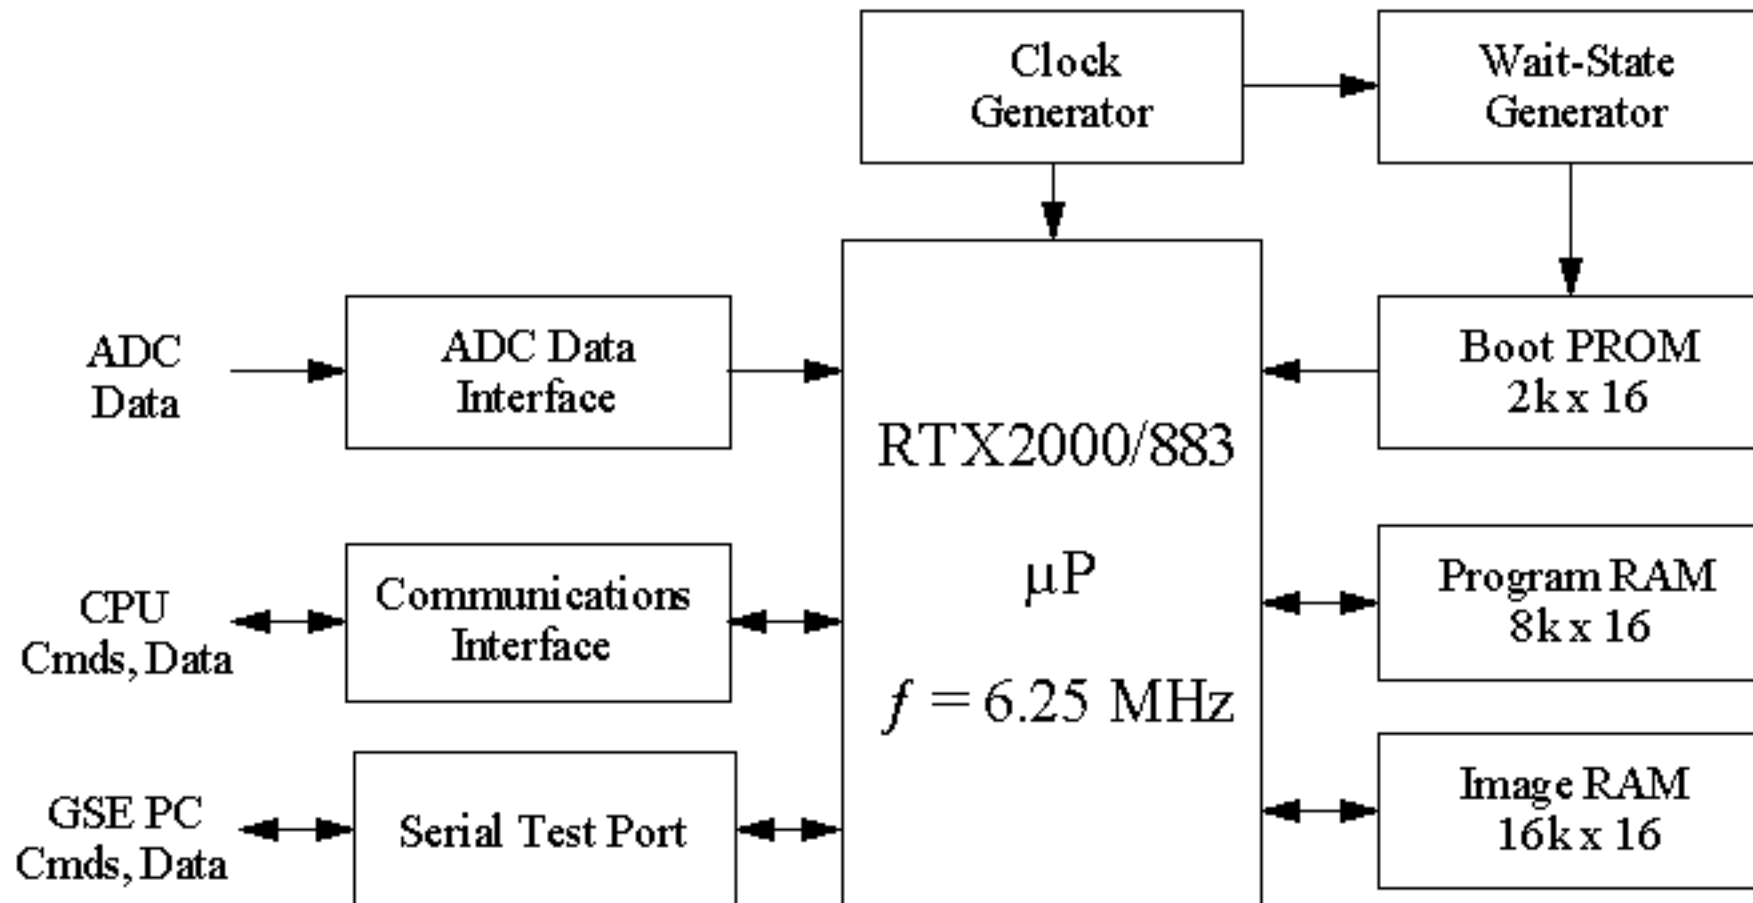 Clock
Generator
Wait-State
Generator
ADC
Data
ADC Data
Interface
Boot PROM
2k x 16
RTX2000/883
µP
f = 6.25 MHz
CPU
Cmds, Data
Communications
Interface
Program RAM
8k x 16
GSE PC
Cmds, Data
Serial Test Port
Image RAM
16k x 16